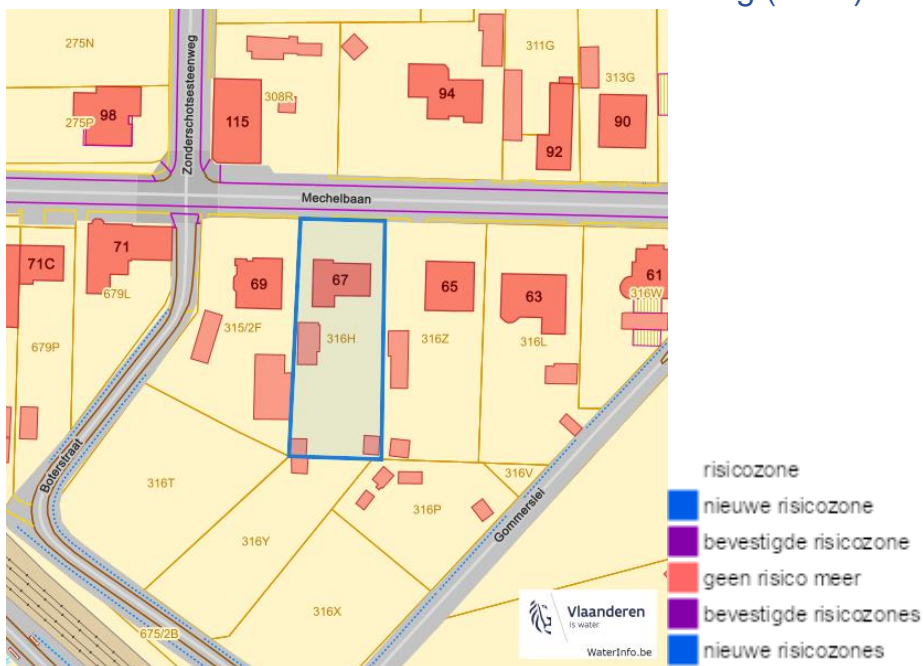 275N
Zonderschotsesteenweg
311G
313G
94
308R
98
275P
115
92
90
Mechelbaan
71C
71
69
67
65
63
61
316W
679L
315/2F
316H
316Z
316L
679P
Boterstraat
316T
316V
316P
Gommerslei
316Y
316X
675/2B
Vlaanderen
is water
WaterInfo.be
risicozone
nieuwe risicozone
bevestigde risicozone
geen risico meer
bevestigde risicozones
nieuwe risicozones